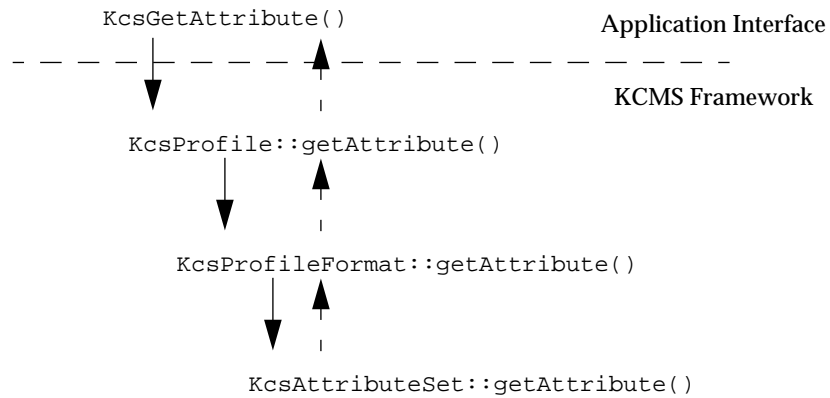 KcsGetAttribute()
Application Interface
KCMS Framework
KcsProfile::getAttribute()
KcsProfileFormat::getAttribute()
KcsAttributeSet::getAttribute()